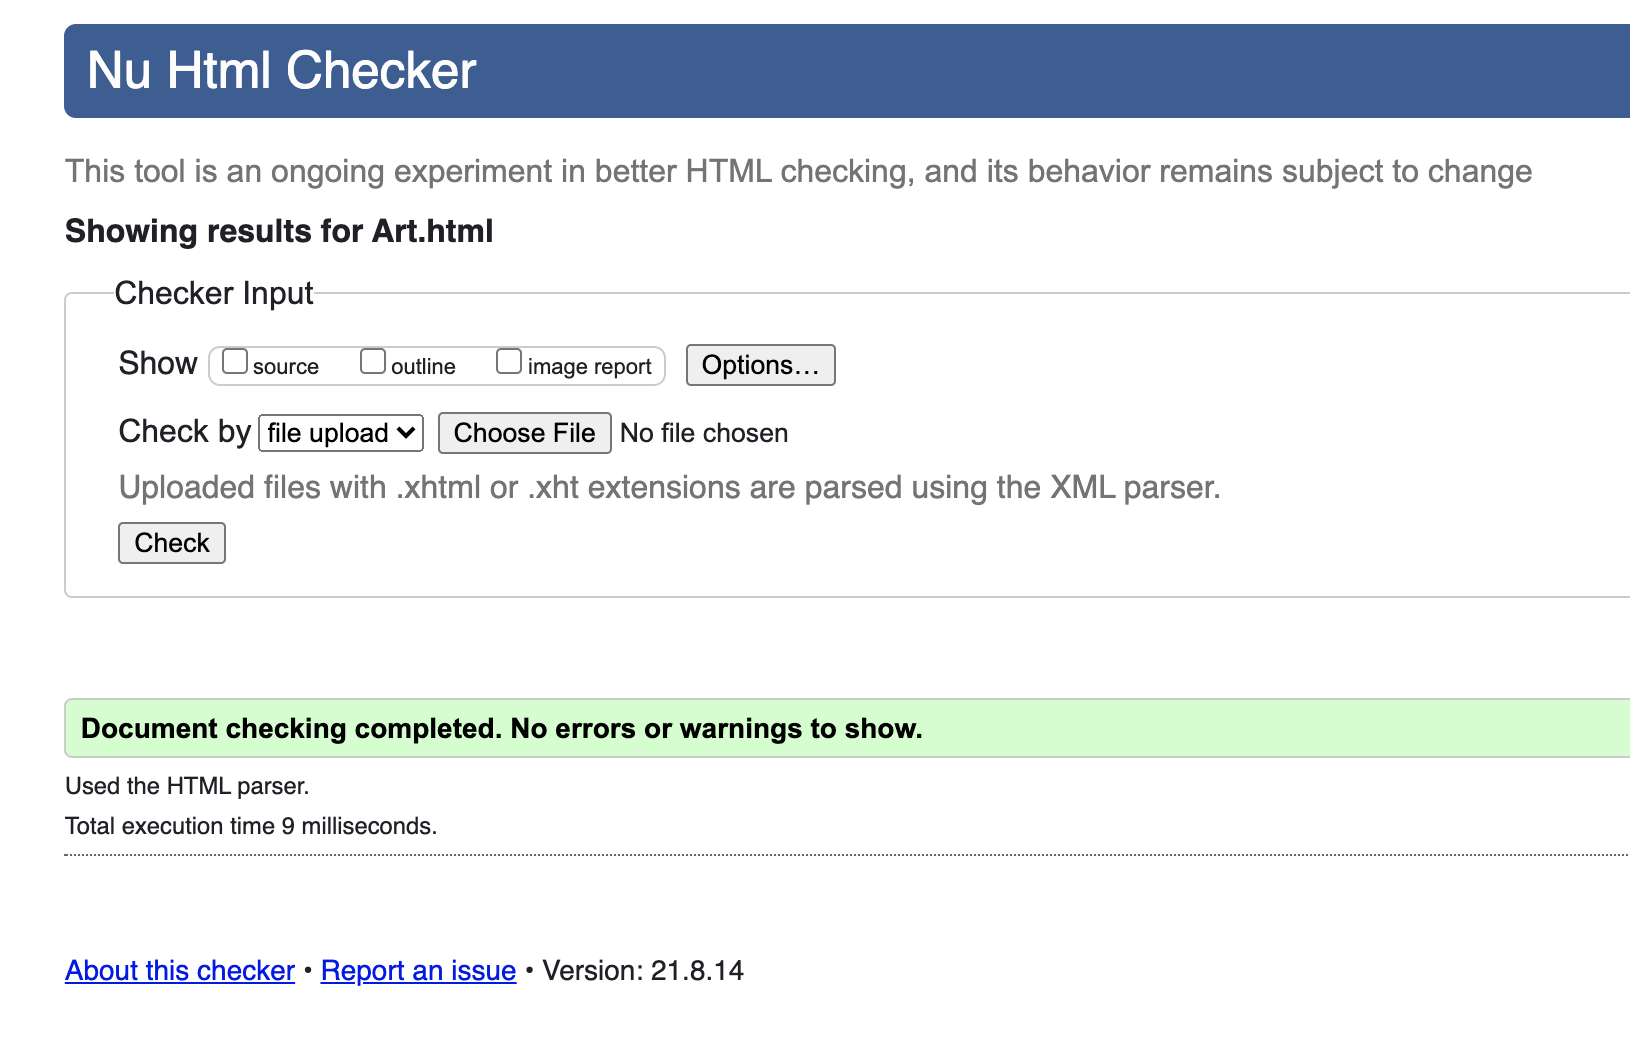 Nu Html Checker
This tool is an ongoing experiment in better HTML checking, and its behavior remains subject to change
Showing results for Art.html
Checker Input
Show source outline image report Options…
Check by file upload Choose File No file chosen
Uploaded files with .xhtml or .xht extensions are parsed using the XML parser.
Check
Document checking completed. No errors or warnings to show.
Used the HTML parser.
Total execution time 9 milliseconds.
About this checker • Report an issue • Version: 21.8.14